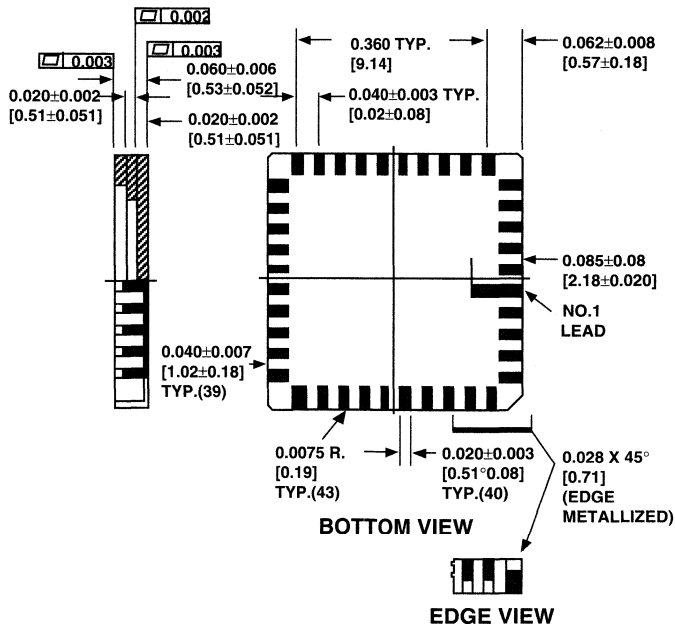 0.002
0.003
0.003
0.060±0.006
[0.53±0.052]
0.020±0.002
[0.51±0.051]
0.020±0.002
[0.51±0.051]
0.360 TYP.
[9.14]
0.062±0.008
[0.57±0.18]
0.040±0.003 TYP.
[0.02±0.08]
0.085±0.08
[2.18±0.020]
NO.1
LEAD
0.040±0.007
[1.02±0.18]
TYP.(39)
0.0075 R.
[0.19]
TYP.(43)
0.020±0.003
[0.51°0.08]
TYP.(40)
0.028 X 45°
[0.71]
(EDGE
METALLIZED)
BOTTOM VIEW
EDGE VIEW